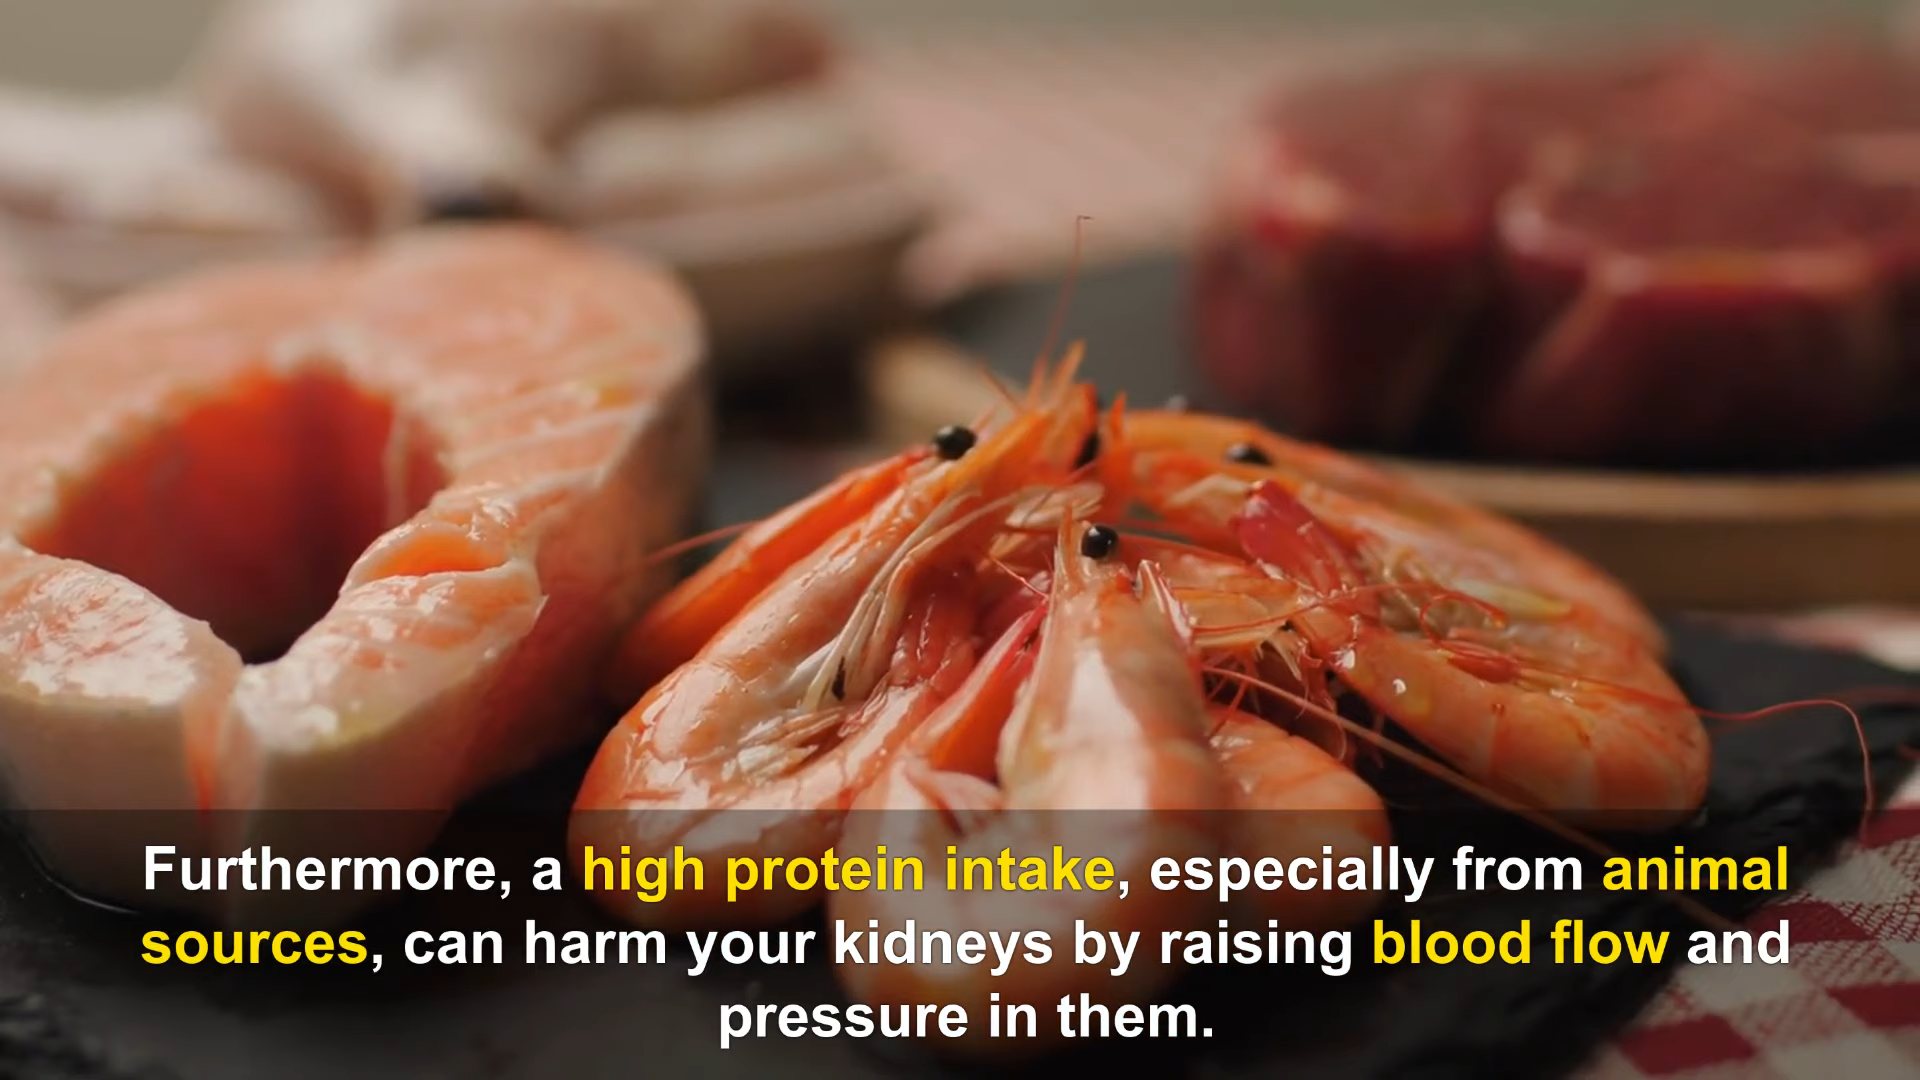 Furthermore, a high protein intake, especially from animal
sources, can harm your kidneys by raising blood flow and
pressure in them.